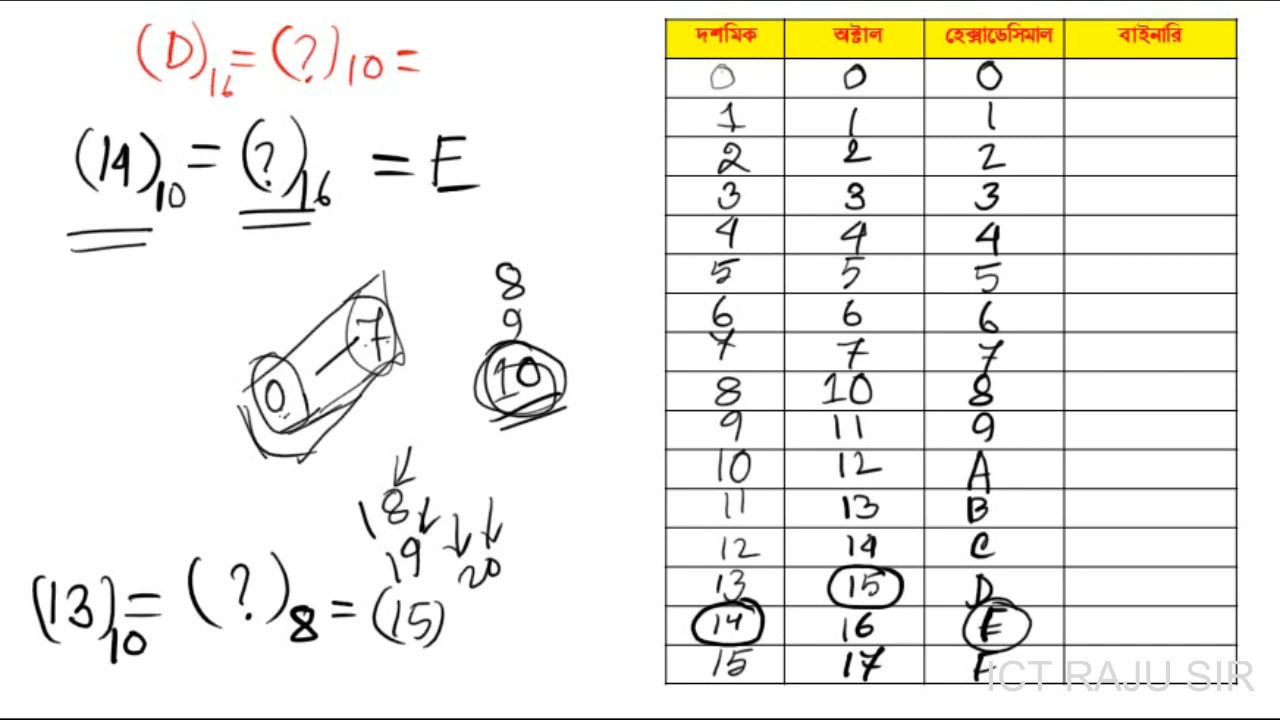 (D)16 = (?)10 =
(14)10 = (?)16 = E
0 – 7
8
9
10
18
19
20
(13)10 = (?)8 = (15)
দশমিক অক্টাল হেক্সাডেসিমাল বাইনারি
0 0 0
1 1 1
2 2 2
3 3 3
4 4 4
5 5 5
6 6 6
7 7 7
8 10 8
9 11 9
10 12 A
11 13 B
12 14 C
13 15 D
14 16 E
15 17 F
ICT RAJU SIR